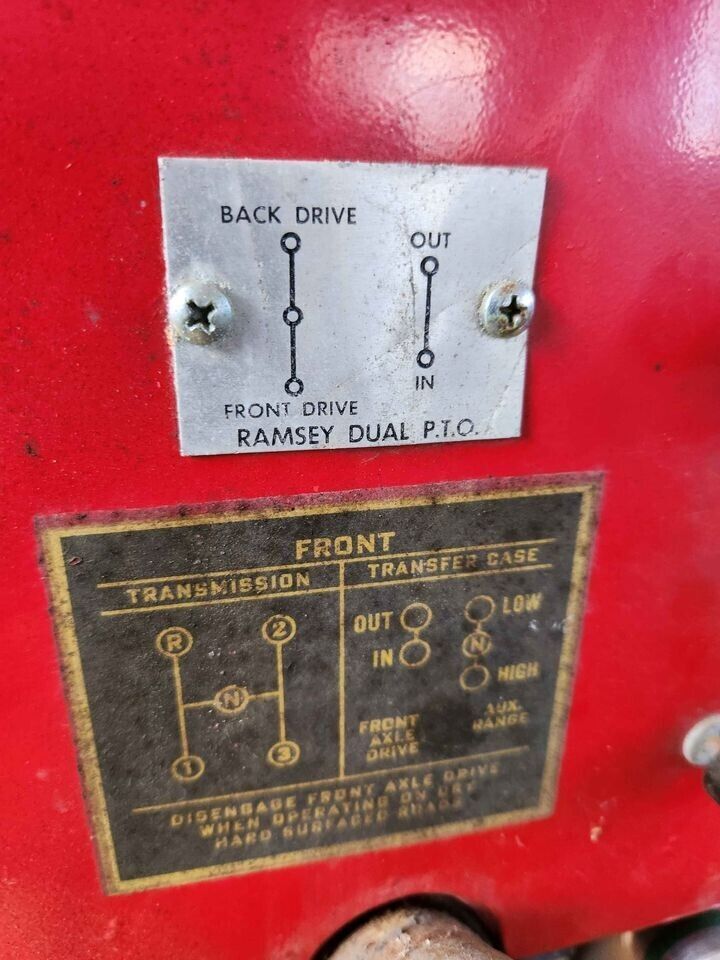 BACK DRIVE
OUT
IN
FRONT DRIVE
RAMSEY DUAL P.T.O.
FRONT
TRANSMISSION
TRANSFER CASE
R
2
N
1
3
OUT
IN
LOW
N
HIGH
FRONT
AXLE
DRIVE
AUX.
RANGE
DISENGAGE FRONT AXLE DRIVE
WHEN OPERATING ON DRY
HARD SURFACED ROADS